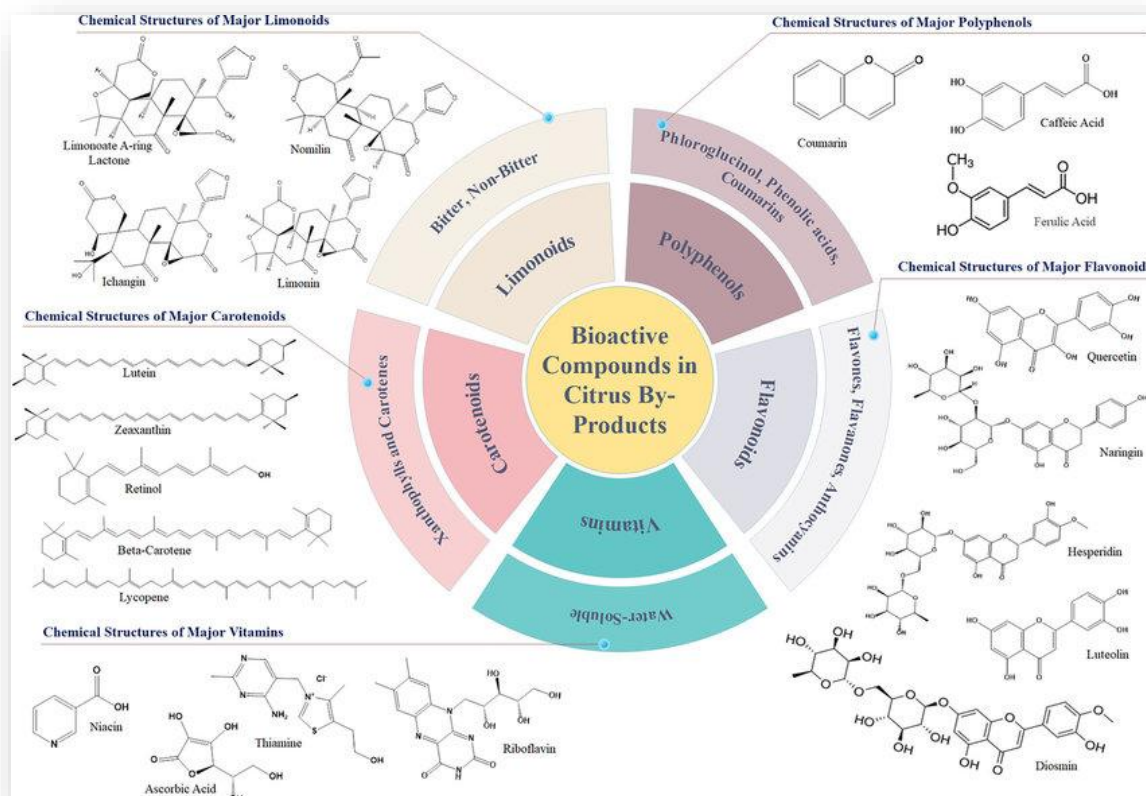 Chemical Structures of Major Limonoids
Limonoate A-ring
Lactone
Nomilin
Ichangin
Limonin
Chemical Structures of Major Polyphenols
Coumarin
Caffeic Acid
Ferulic Acid
Bitter, Non-Bitter
Limonoids
Phloroglucinol, Phenolic acids,
Coumarins
Polyphenols
Bioactive
Compounds in
Citrus By-
Products
Chemical Structures of Major Carotenoids
Lutein
Zeaxanthin
Retinol
Beta-Carotene
Lycopene
Xanthophylls and Carotenes
Carotenoids
Flavonoids
Flavones, Flavanones, Anthocyanins
Chemical Structures of Major Flavonoid
Quercetin
Naringin
Hesperidin
Luteolin
Diosmin
Vitamins
Water-Soluble
Chemical Structures of Major Vitamins
Niacin
Ascorbic Acid
Thiamine
Riboflavin